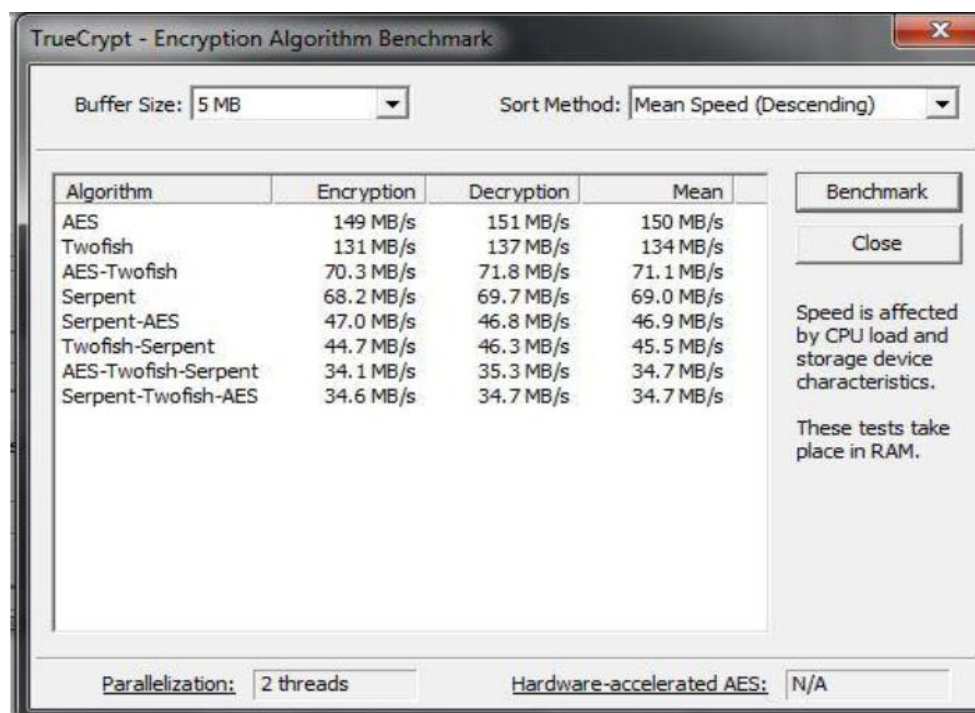 TrueCrypt - Encryption Algorithm Benchmark
Buffer Size: 5 MB Sort Method: Mean Speed (Descending)
Algorithm Encryption Decryption Mean
AES 149 MB/s 151 MB/s 150 MB/s
Twofish 131 MB/s 137 MB/s 134 MB/s
AES-Twofish 70.3 MB/s 71.8 MB/s 71.1 MB/s
Serpent 68.2 MB/s 69.7 MB/s 69.0 MB/s
Serpent-AES 47.0 MB/s 46.8 MB/s 46.9 MB/s
Twofish-Serpent 44.7 MB/s 46.3 MB/s 45.5 MB/s
AES-Twofish-Serpent 34.1 MB/s 35.3 MB/s 34.7 MB/s
Serpent-Twofish-AES 34.6 MB/s 34.7 MB/s 34.7 MB/s
Benchmark
Close
Speed is affected
by CPU load and
storage device
characteristics.
These tests take
place in RAM.
Parallelization: 2 threads Hardware-accelerated AES: N/A